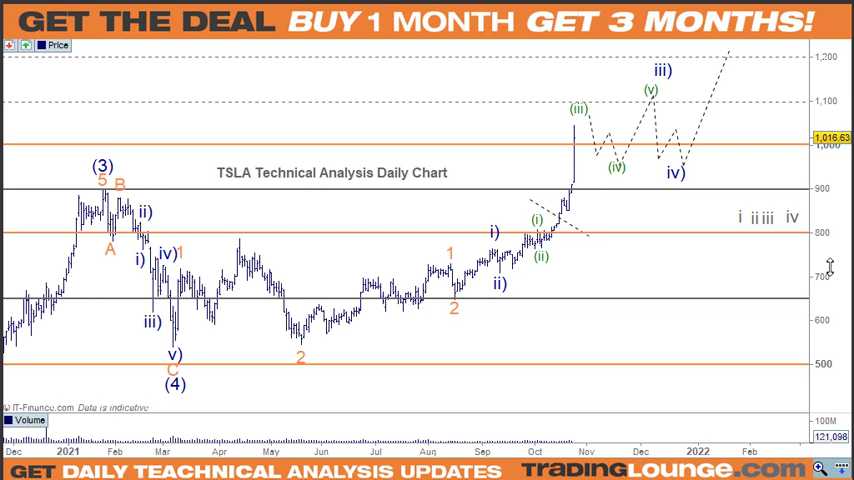 GET THE DEAL BUY 1 MONTH GET 3 MONTHS!
Price
1,200
iii)
(v)
1,100
(iii)
1,016.63
1,000
TSLA Technical Analysis Daily Chart
(3)
5 B
(iv)
iv)
900
ii)
(i)
i ii iii iv
800
A
i)
iv) 1
1
i)
(ii)
700
ii)
iii)
2
600
v)
2
C
500
(4)
© IT-Finance.com Data is indicative
Volume
100M
121,098
Dec 2021 Feb Mar Apr May Jun Jul Aug Sep Oct Nov Dec 2022 Feb
GET DAILY TEACHNICAL ANALYSIS UPDATES TRADINGLOUNGE.com